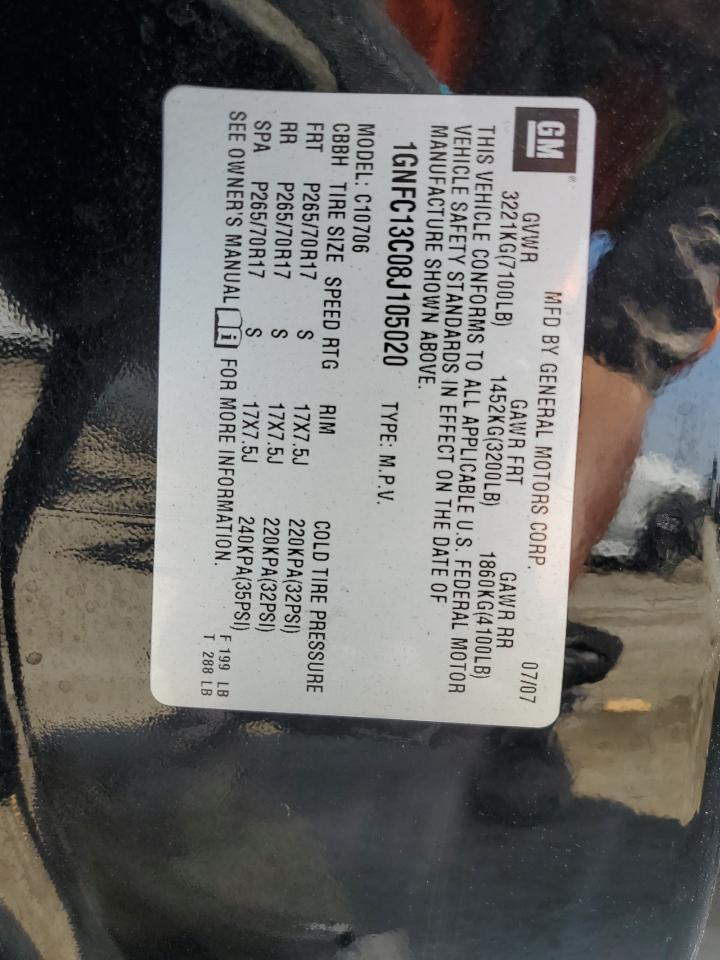 GM®
MFD BY GENERAL MOTORS CORP. 07/07
GVWR GAWR FRT GAWR RR
3221KG(7100LB) 1452KG(3200LB) 1860KG(4100LB)
THIS VEHICLE CONFORMS TO ALL APPLICABLE U.S. FEDERAL MOTOR
VEHICLE SAFETY STANDARDS IN EFFECT ON THE DATE OF
MANUFACTURE SHOWN ABOVE.
1GNFC13C08J105020 TYPE: M.P.V.
MODEL: C10706
CBBH TIRE SIZE SPEED RTG RIM COLD TIRE PRESSURE
FRT P265/70R17 S 17X7.5J 220KPA(32PSI)
RR P265/70R17 S 17X7.5J 220KPA(32PSI)
SPA P265/70R17 S 17X7.5J 240KPA(35PSI)
SEE OWNER'S MANUAL i FOR MORE INFORMATION.
F 199 LB
T 288 LB